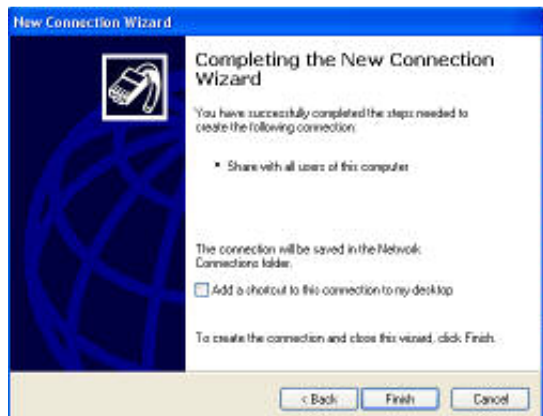 New Connection Wizard
Completing the New Connection
Wizard
You have successfully completed the steps needed to
create the following connection:
• Share with all users of this computer
The connection will be saved in the Network
Connections folder.
Add a shortcut to this connection to my desktop
To create the connection and close this wizard, click Finish.
< Back
Finish
Cancel